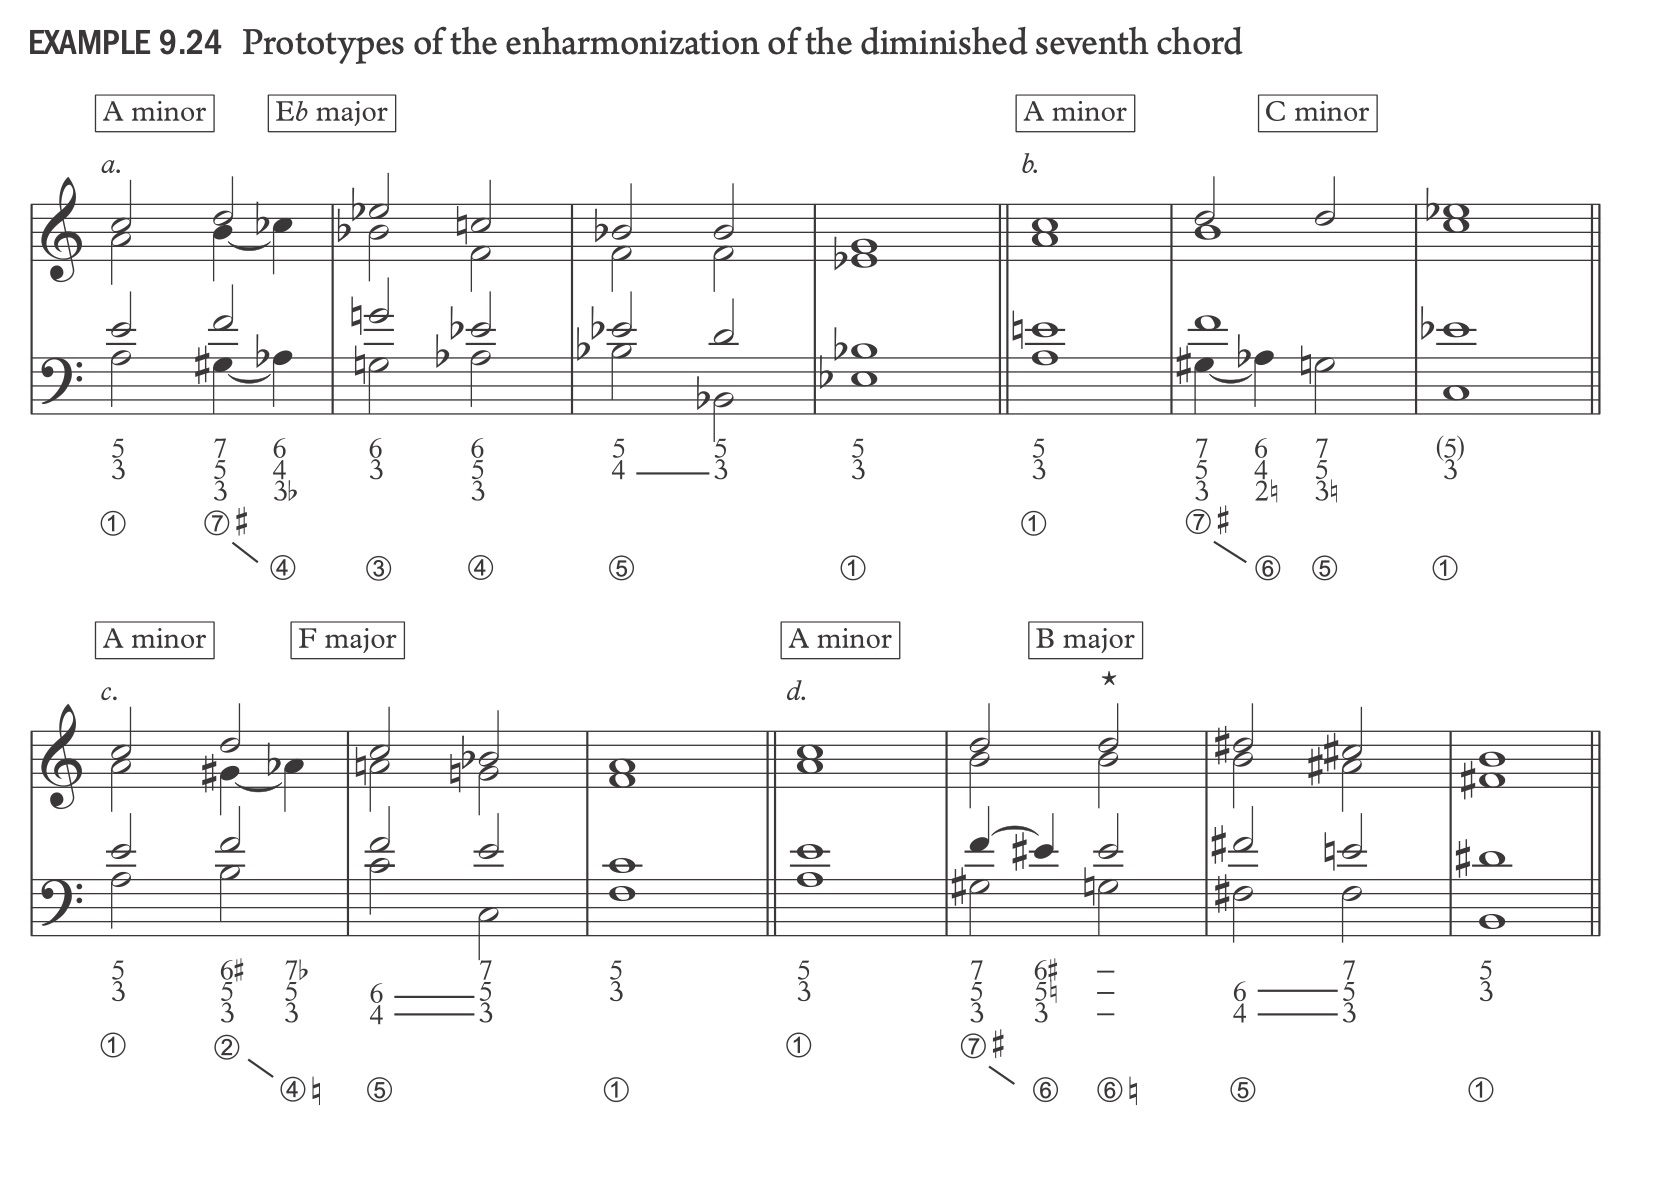 EXAMPLE 9.24 Prototypes of the enharmonization of the diminished seventh chord
A minor Eb major A minor C minor
a. b.
5 7 6 6 6 5 5 5 5 7 6 7 (5)
3 5 4 3 5 4 3 3 3 5 4 5 3
3 3♭ 3 3 2♮ 3♮
① ⑦♯ ① ⑦♯
④ ③ ④ ⑤ ① ⑥ ⑤ ①
A minor F major A minor B major
★
c. d.
5 6♯ 7♭ 7 5 5 7 6♯ – 7 5
3 5 5 6 5 3 3 5 5♮ – 6 5 3
3 3 4 3 3 3 – 4 3
① ② ① ⑦♯
④♮ ⑤ ① ⑥ ⑥♮ ⑤ ①